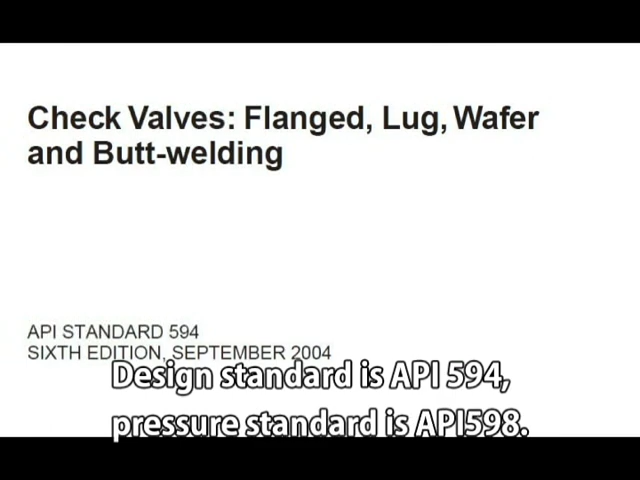 Check Valves: Flanged, Lug, Wafer
and Butt-welding
API STANDARD 594
SIXTH EDITION, SEPTEMBER 2004
Design standard is API 594,
pressure standard is API598.